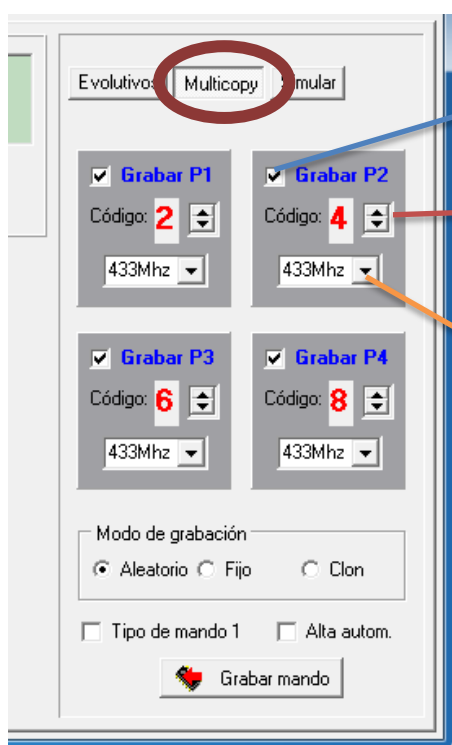 Evolutivos Multicopy Simular
Grabar P1
Código: 2
433Mhz
Grabar P2
Código: 4
433Mhz
Grabar P3
Código: 6
433Mhz
Grabar P4
Código: 8
433Mhz
Modo de grabación
Aleatorio Fijo Clon
Tipo de mando 1 Alta autom.
Grabar mando